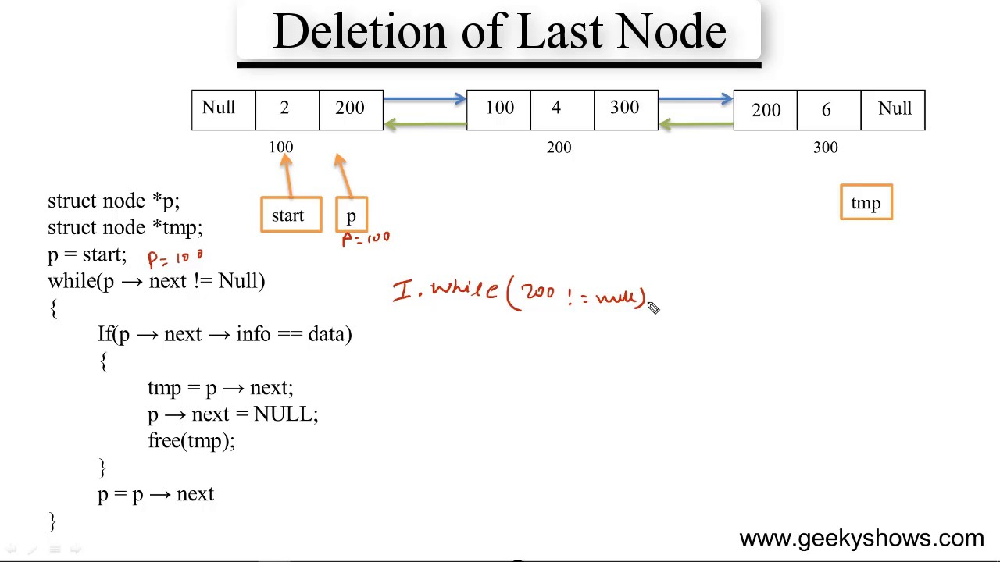 Deletion of Last Node
Null 2 200 100 4 300 200 6 Null
100 200 300
start p tmp
P=100
struct node *p;
struct node *tmp;
p = start; P=100
while(p → next != Null)
I. while(200 != null)
{
If(p → next → info == data)
{
tmp = p → next;
p → next = NULL;
free(tmp);
}
p = p → next
}
www.geekyshows.com